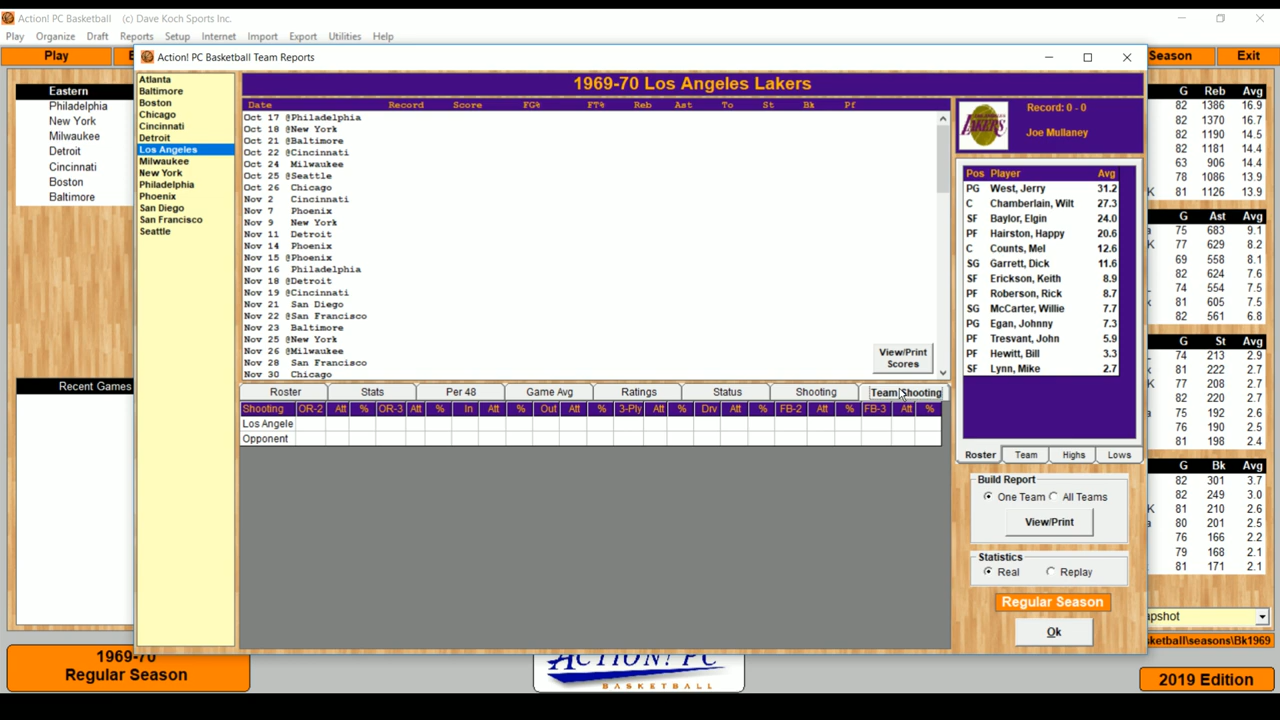 Action! PC Basketball (c) Dave Koch Sports Inc.
Play Organize Draft Reports Setup Internet Import Export Utilities Help
Play
Season Exit
Action! PC Basketball Team Reports
Eastern
Philadelphia
New York
Milwaukee
Detroit
Cincinnati
Boston
Baltimore
Recent Games
Atlanta
Baltimore
Boston
Chicago
Cincinnati
Detroit
Los Angeles
Milwaukee
New York
Philadelphia
Phoenix
San Diego
San Francisco
Seattle
1969-70 Los Angeles Lakers
Date Record Score FG% FT% Reb Ast To St Bk Pf
Oct 17 @Philadelphia
Oct 18 @New York
Oct 21 @Baltimore
Oct 22 @Cincinnati
Oct 24 Milwaukee
Oct 25 @Seattle
Oct 26 Chicago
Nov 2 Cincinnati
Nov 7 Phoenix
Nov 9 New York
Nov 11 Detroit
Nov 14 Phoenix
Nov 15 @Phoenix
Nov 16 Philadelphia
Nov 18 @Detroit
Nov 19 @Cincinnati
Nov 21 San Diego
Nov 22 @San Francisco
Nov 23 Baltimore
Nov 25 @New York
Nov 26 @Milwaukee
Nov 28 San Francisco
Nov 30 Chicago
View/Print
Scores
Roster Stats Per 48 Game Avg Ratings Status Shooting Team Shooting
Shooting OR-2 Att % OR-3 Att % In Att % Out Att % 3-Ply Att % Drv Att % FB-2 Att % FB-3 Att %
Los Angele
Opponent
LAKERS
Record: 0 - 0
Joe Mullaney
Pos Player Avg
PG West, Jerry 31.2
C Chamberlain, Wilt 27.3
SF Baylor, Elgin 24.0
PF Hairston, Happy 20.6
C Counts, Mel 12.6
SG Garrett, Dick 11.6
SF Erickson, Keith 8.9
PF Roberson, Rick 8.7
SG McCarter, Willie 7.7
PG Egan, Johnny 7.3
PF Tresvant, John 5.9
PF Hewitt, Bill 3.3
SF Lynn, Mike 2.7
Roster Team Highs Lows
Build Report
One Team All Teams
View/Print
Statistics
Real Replay
Regular Season
Ok
G Reb Avg
82 1386 16.9
82 1370 16.7
82 1190 14.5
82 1181 14.4
63 906 14.4
78 1086 13.9
K 81 1126 13.9
G Ast Avg
a 75 683 9.1
K 77 629 8.2
69 558 8.1
82 624 7.6
74 554 7.5
k 81 605 7.5
82 561 6.8
G St Avg
74 213 2.9
82 221 2.7
77 208 2.7
82 220 2.7
75 192 2.6
76 190 2.5
81 198 2.4
G Bk Avg
82 301 3.7
82 249 3.0
K 81 210 2.6
a 80 201 2.5
76 166 2.2
79 168 2.1
81 171 2.1
apshot
sketball\seasons\Bk1969
1969-70
Regular Season
ACTION! PC
BASKETBALL
2019 Edition